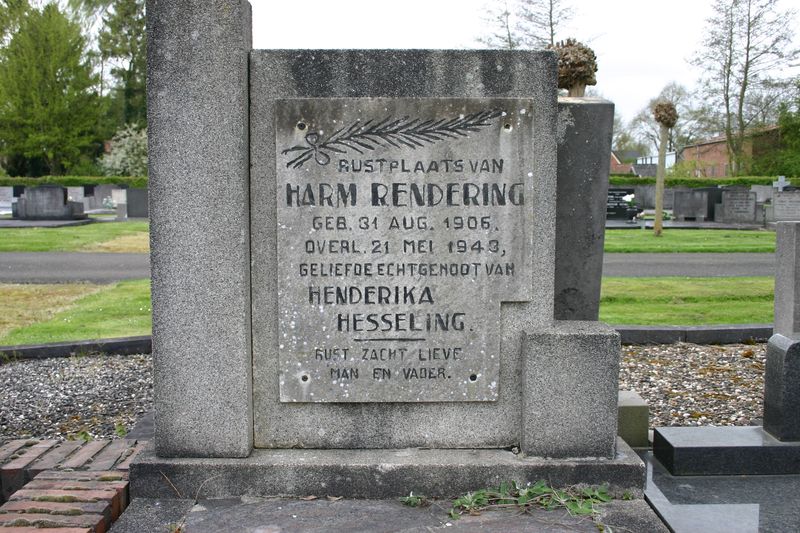 RUSTPLAATS VAN
HARM RENDERING
GEB. 31 AUG. 1906.
OVERL. 21 MEI 1943,
GELIEFDE ECHTGENOOT VAN
HENDERIKA
HESSELING.
RUST ZACHT LIEVE
MAN EN VADER.